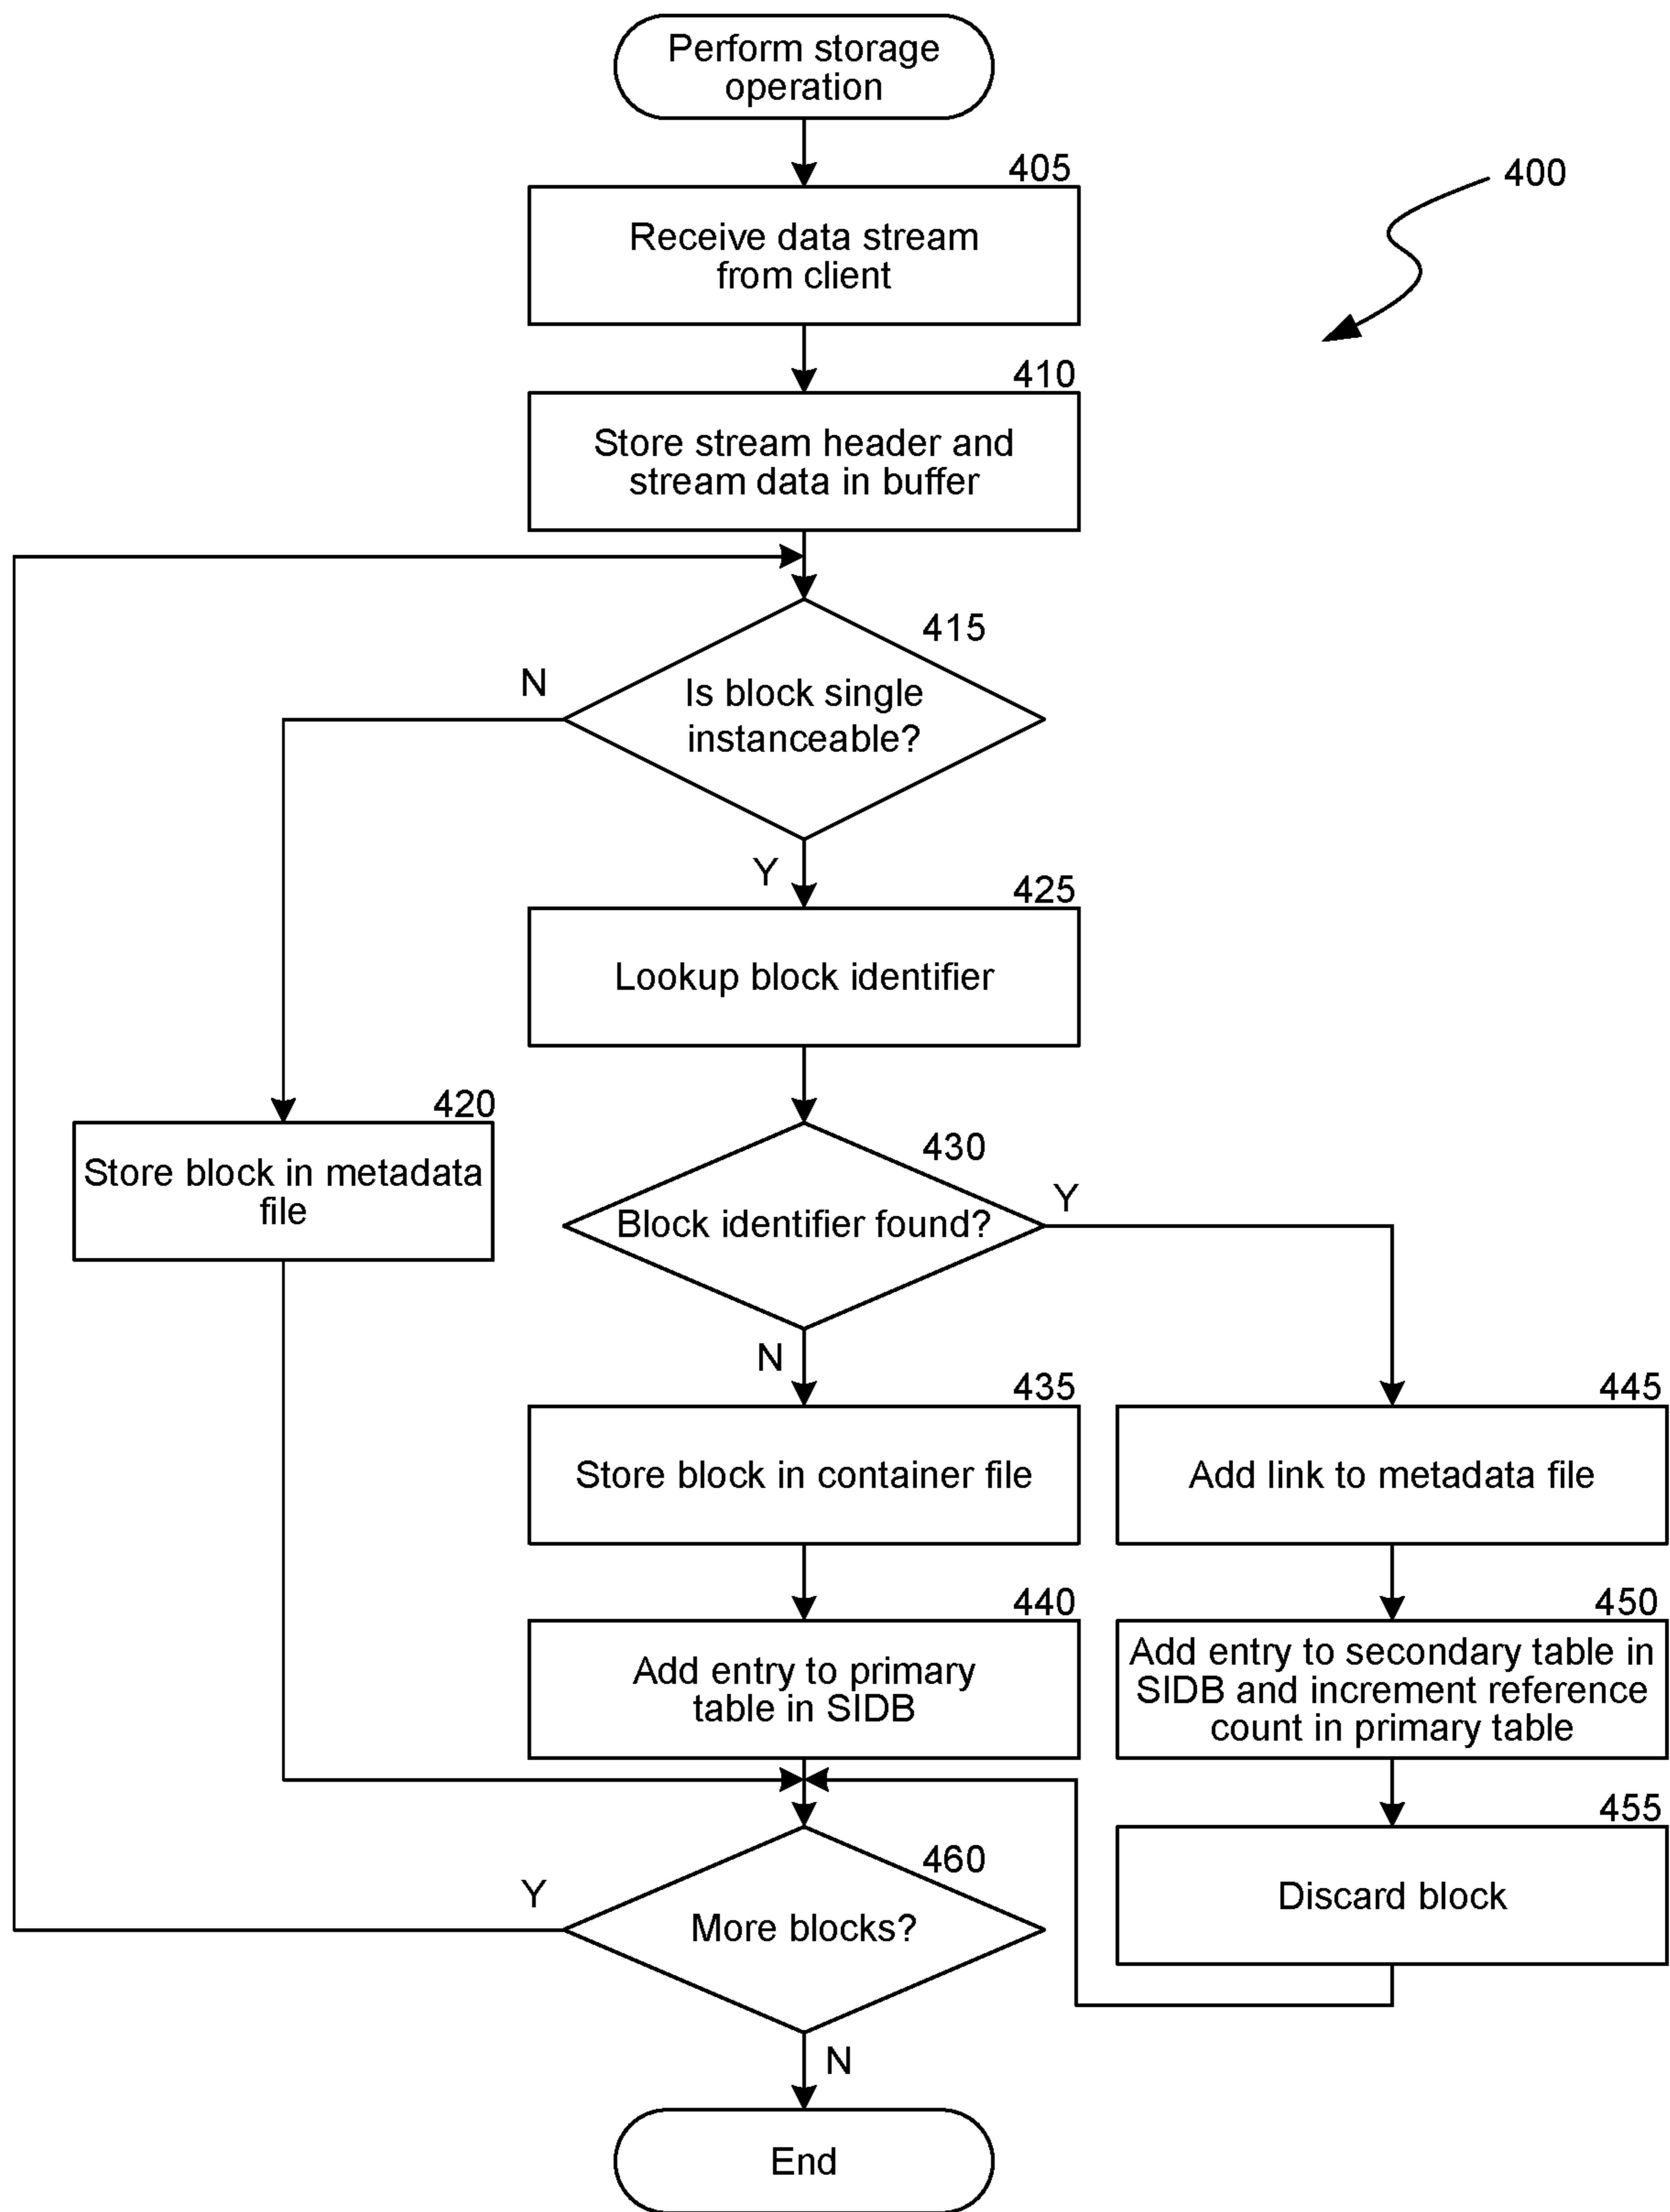 Perform storage
operation
405
400
Receive data stream
from client
410
Store stream header and
stream data in buffer
415
N
Is block single
instanceable?
Y
425
Lookup block identifier
420
Store block in metadata
file
430
Y
Block identifier found?
N
435
445
Store block in container file
Add link to metadata file
440
450
Add entry to primary
table in SIDB
Add entry to secondary table in
SIDB and increment reference
count in primary table
455
460
Y
More blocks?
Discard block
N
End